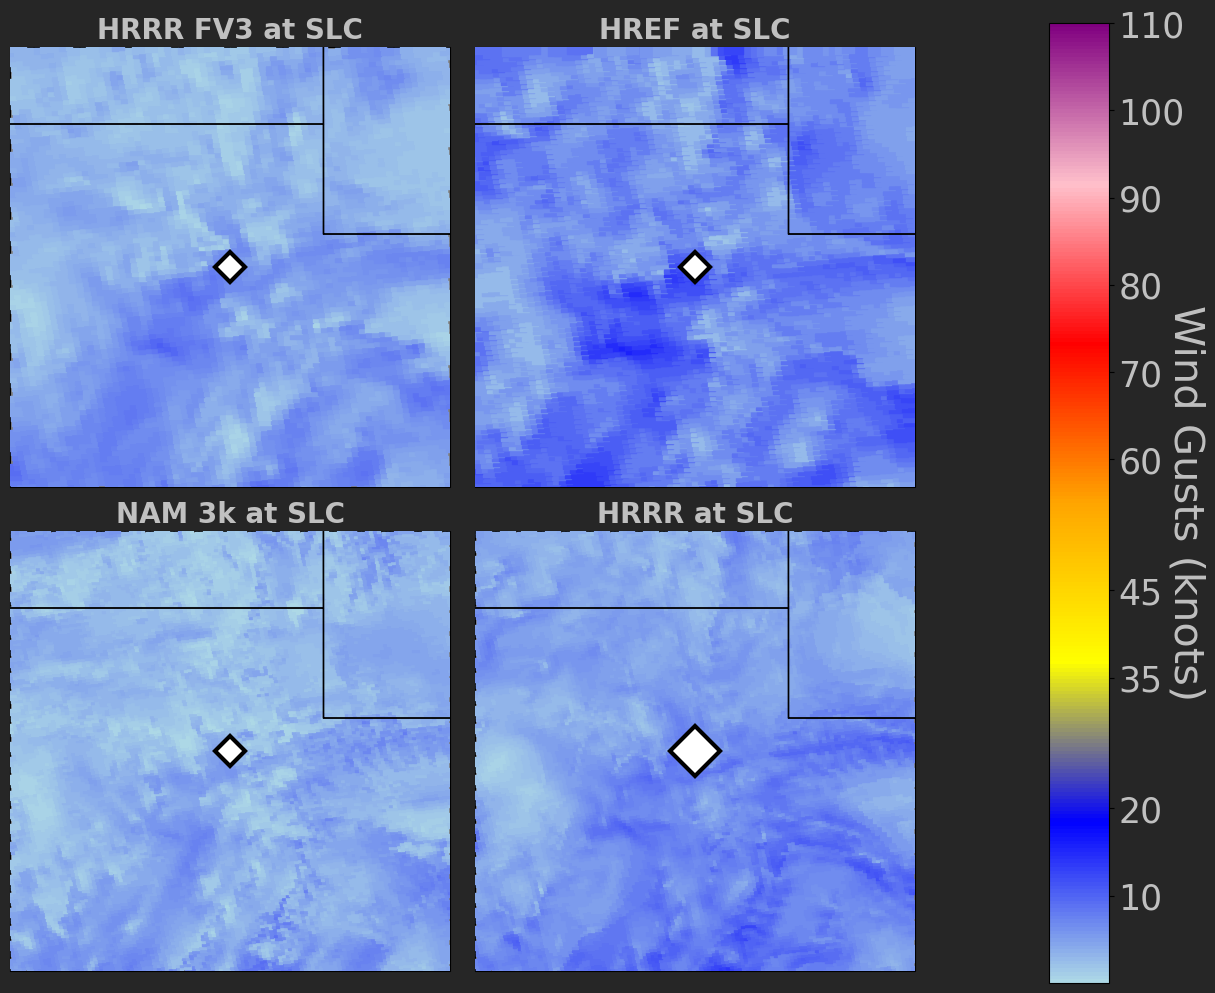 HRRR FV3 at SLC
HREF at SLC
NAM 3k at SLC
HRRR at SLC
110
100
90
80
70
60
45
35
20
10
Wind Gusts (knots)